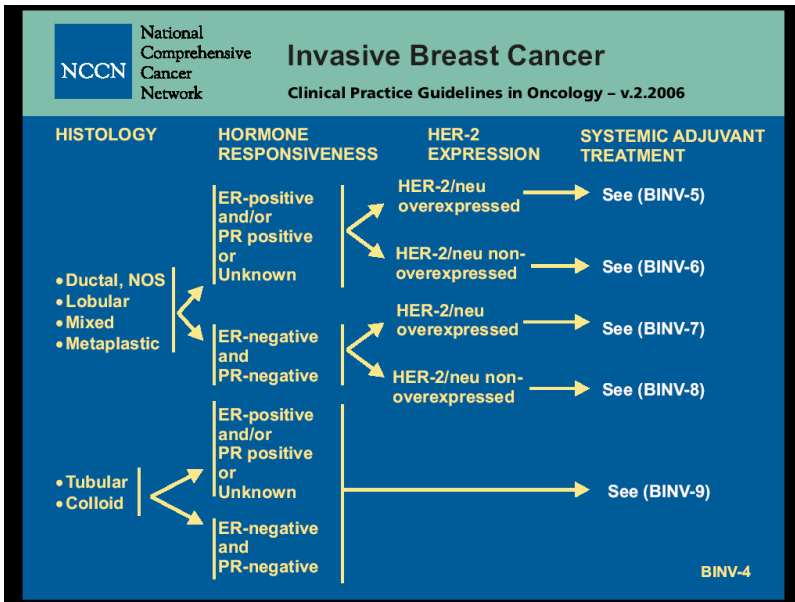 NCCN
National
Comprehensive
Cancer
Network
Invasive Breast Cancer
Clinical Practice Guidelines in Oncology – v.2.2006
HISTOLOGY
HORMONE
RESPONSIVENESS
HER-2
EXPRESSION
SYSTEMIC ADJUVANT
TREATMENT
• Ductal, NOS
• Lobular
• Mixed
• Metaplastic
ER-positive
and/or
PR positive
or
Unknown
HER-2/neu
overexpressed
See (BINV-5)
HER-2/neu non-
overexpressed
See (BINV-6)
ER-negative
and
PR-negative
HER-2/neu
overexpressed
See (BINV-7)
HER-2/neu non-
overexpressed
See (BINV-8)
• Tubular
• Colloid
ER-positive
and/or
PR positive
or
Unknown
ER-negative
and
PR-negative
See (BINV-9)
BINV-4